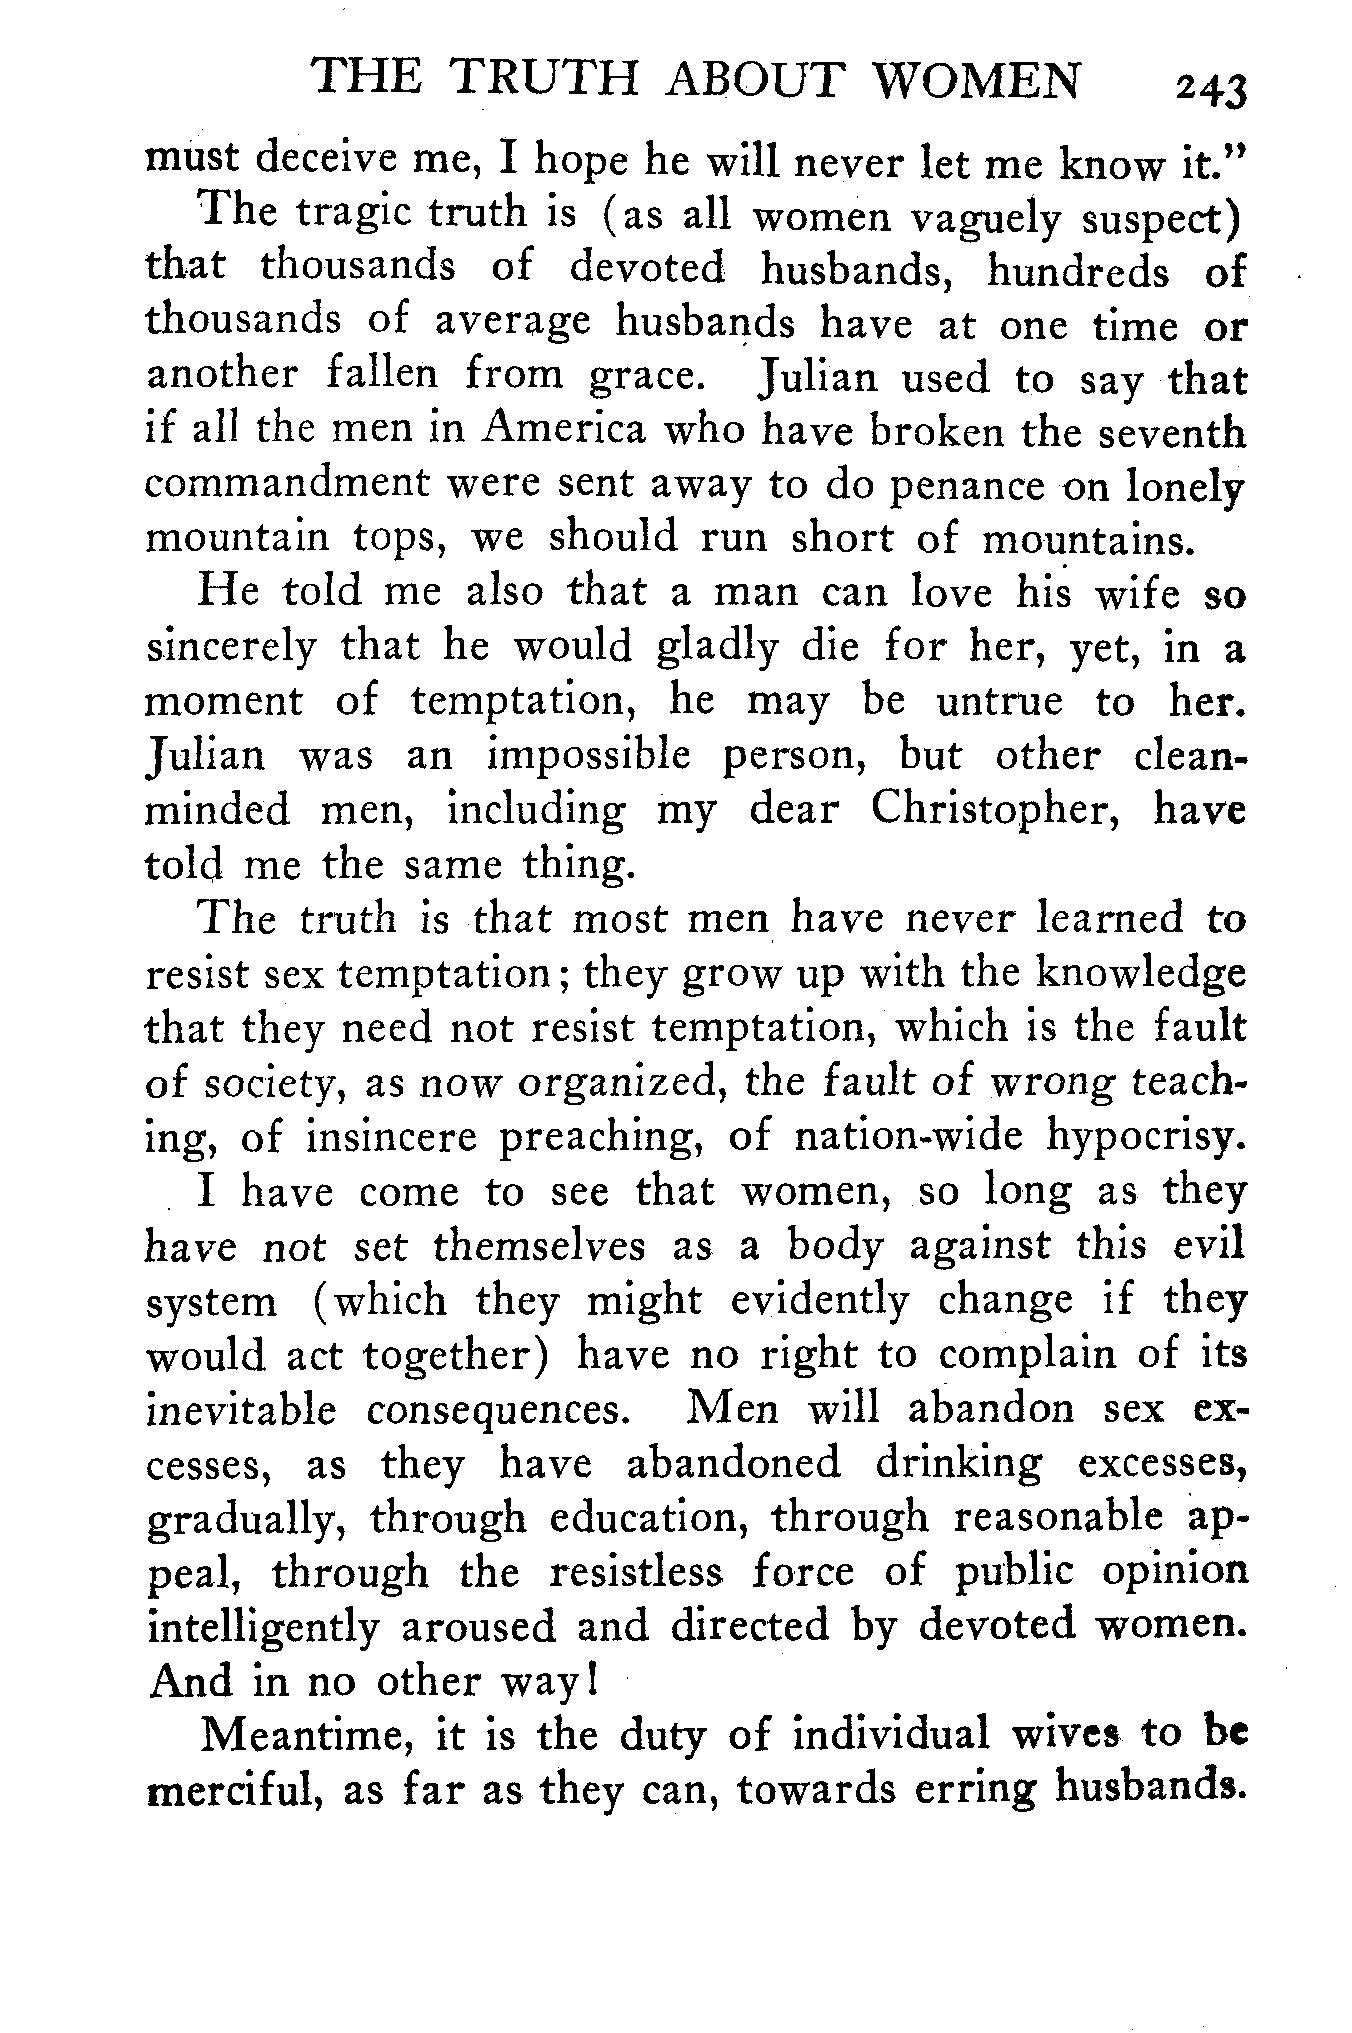 THE TRUTH ABOUT WOMEN 243
must deceive me, I hope he will never let me know it."
The tragic truth is (as all women vaguely suspect)
that thousands of devoted husbands, hundreds of
thousands of average husbands have at one time or
another fallen from grace. Julian used to say that
if all the men in America who have broken the seventh
commandment were sent away to do penance on lonely
mountain tops, we should run short of mountains.
He told me also that a man can love his wife so
sincerely that he would gladly die for her, yet, in a
moment of temptation, he may be untrue to her.
Julian was an impossible person, but other clean-
minded men, including my dear Christopher, have
told me the same thing.
The truth is that most men have never learned to
resist sex temptation; they grow up with the knowledge
that they need not resist temptation, which is the fault
of society, as now organized, the fault of wrong teach-
ing, of insincere preaching, of nation-wide hypocrisy.
I have come to see that women, so long as they
have not set themselves as a body against this evil
system (which they might evidently change if they
would act together) have no right to complain of its
inevitable consequences. Men will abandon sex ex-
cesses, as they have abandoned drinking excesses,
gradually, through education, through reasonable ap-
peal, through the resistless force of public opinion
intelligently aroused and directed by devoted women.
And in no other way!
Meantime, it is the duty of individual wives to be
merciful, as far as they can, towards erring husbands.